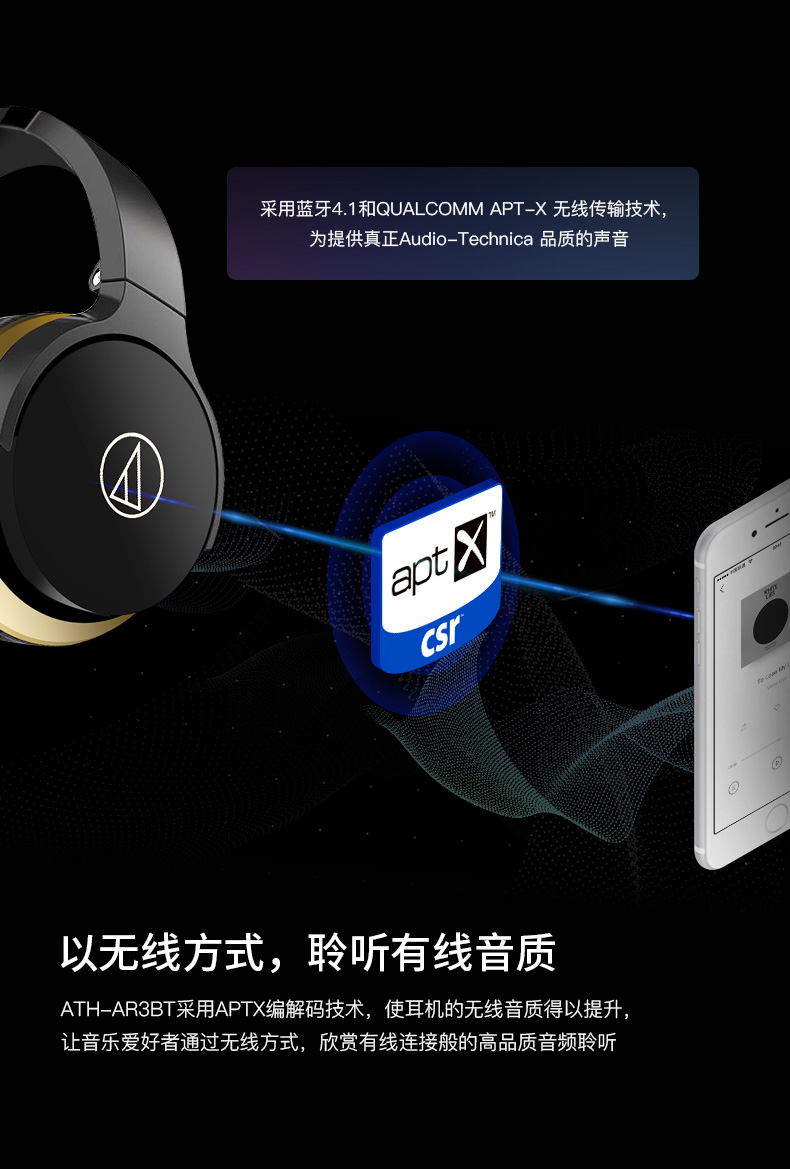 采用蓝牙4.1和QUALCOMM APT-X 无线传输技术，
为提供真正Audio-Technica 品质的声音
aptX™
csr
以无线方式，聆听有线音质
ATH-AR3BT采用APTX编解码技术，使耳机的无线音质得以提升，
让音乐爱好者通过无线方式，欣赏有线连接般的高品质音频聆听